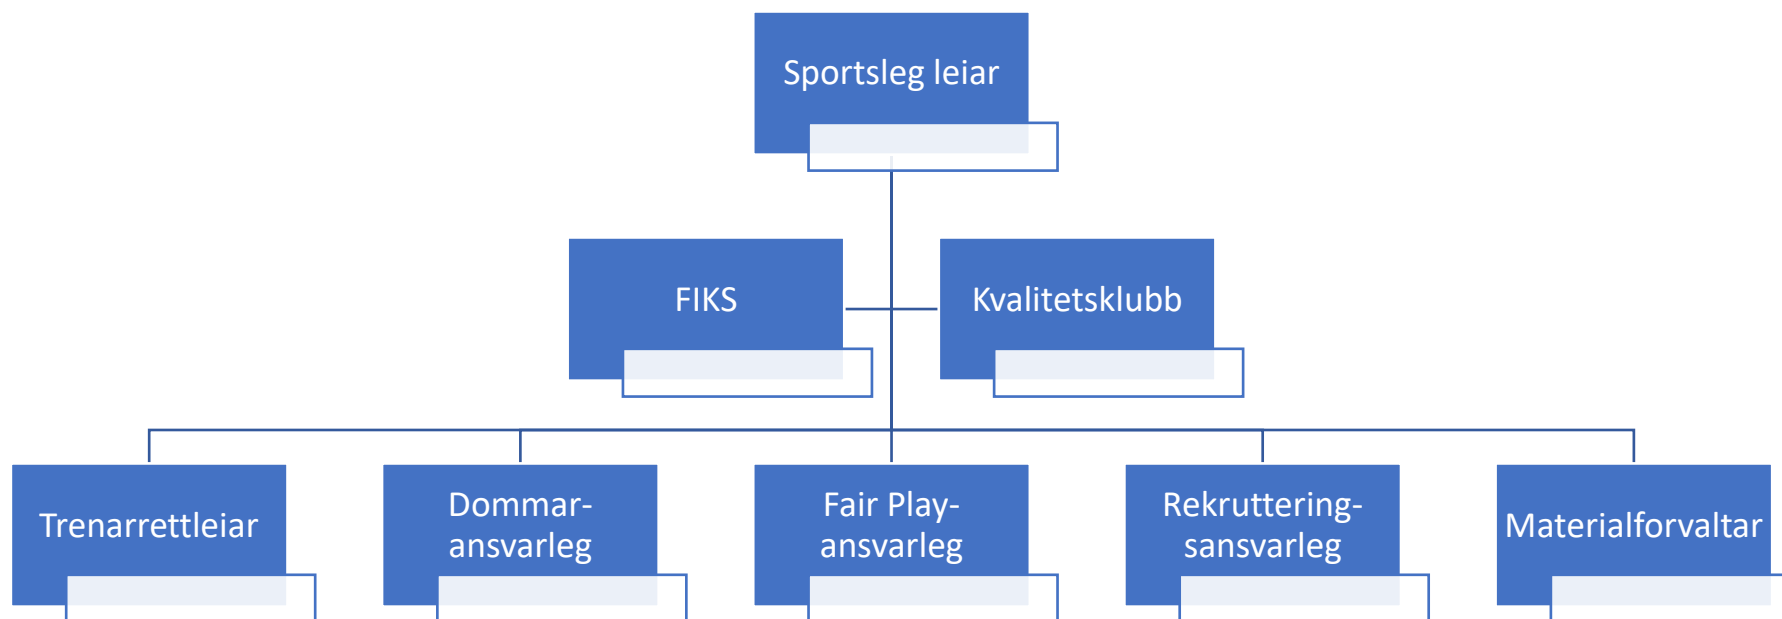 Sportsleg leiar
FIKS
Kvalitetsklubb
Trenarrettleiar
Dommar-
ansvarleg
Fair Play-
ansvarleg
Rekruttering-
sansvarleg
Materialforvaltar